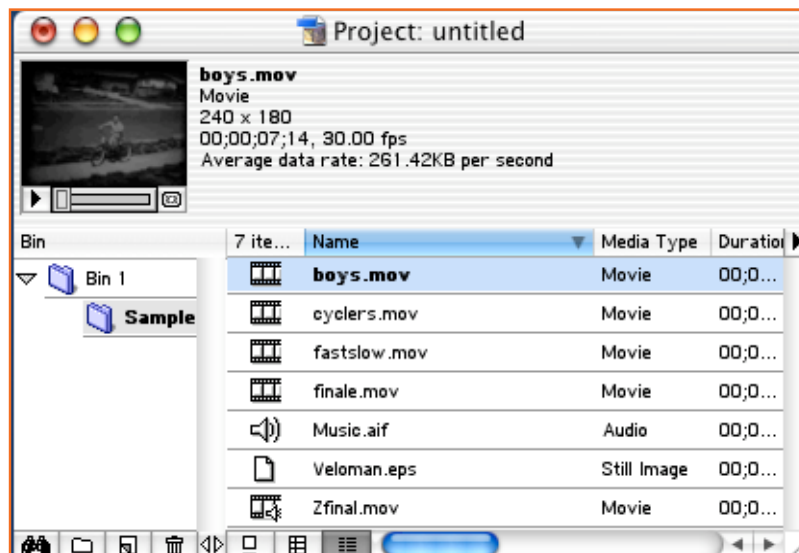 Project: untitled
boys.mov
Movie
240 x 180
00;00;07;14, 30.00 fps
Average data rate: 261.42KB per second
Bin 7 ite... Name Media Type Duration
Bin 1 boys.mov Movie 00;0...
Sample cyclers.mov Movie 00;0...
fastslow.mov Movie 00;0...
finale.mov Movie 00;0...
Music.aif Audio 00;0...
Veloman.eps Still Image 00;0...
Zfinal.mov Movie 00;0...